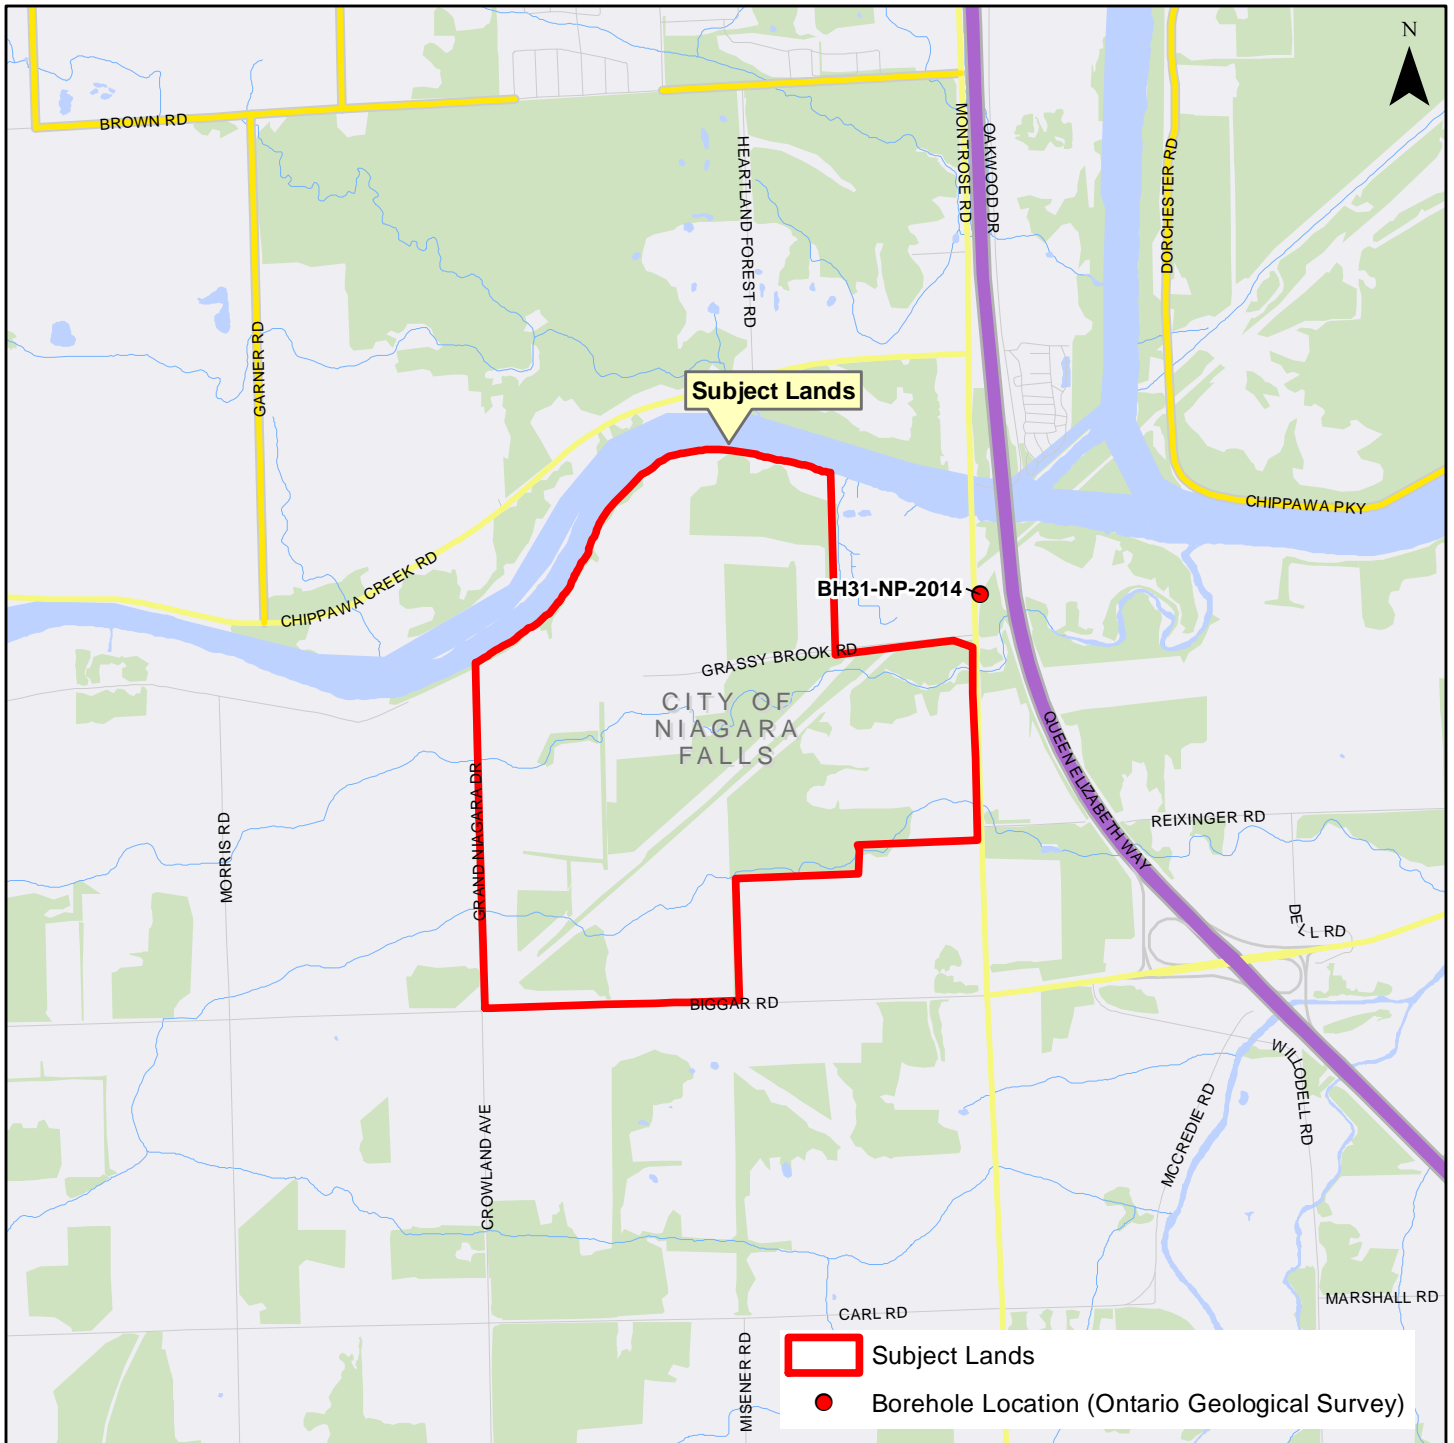 N
BROWN RD
HEARTLAND FOREST RD
MONTROSE RD
OAKWOOD DR
DORCHESTER RD
GARNER RD
Subject Lands
CHIPPAWA PKY
CHIPPAWA CREEK RD
BH31-NP-2014
GRASSY BROOK RD
CITY OF
NIAGARA
FALLS
QUEEN ELIZABETH WAY
GRAND NIAGARA DR
MORRIS RD
REIXINGER RD
DELL RD
BIGGAR RD
WILLODELL RD
MCCREDIE RD
CROWLAND AVE
MARSHALL RD
CARL RD
MISENER RD
Subject Lands
Borehole Location (Ontario Geological Survey)